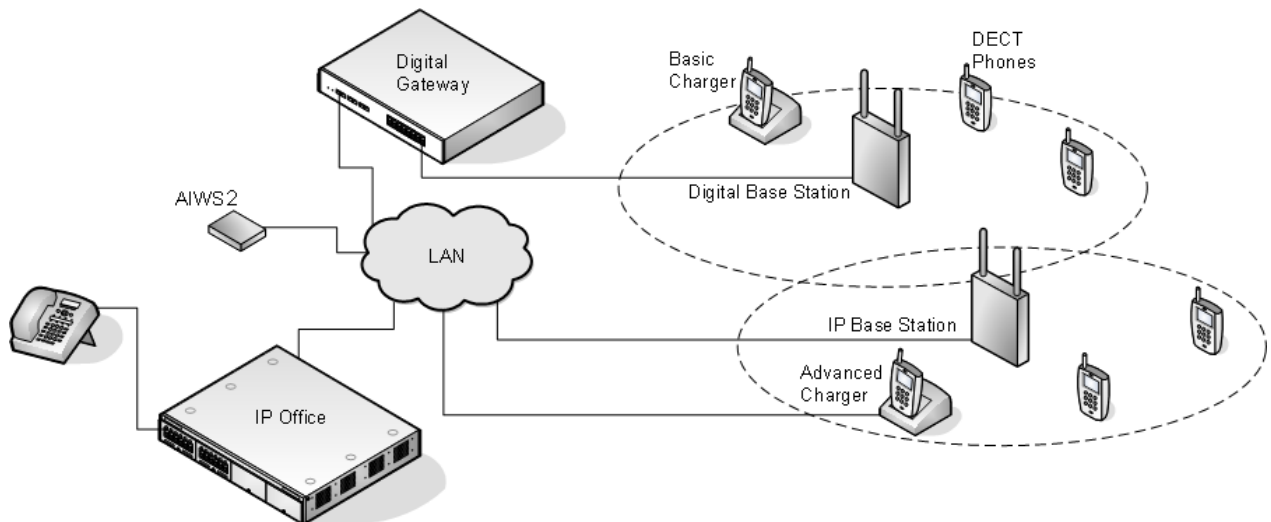 Digital
Gateway
Basic
Charger
DECT
Phones
Digital Base Station
AIWS2
LAN
IP Base Station
Advanced
Charger
IP Office